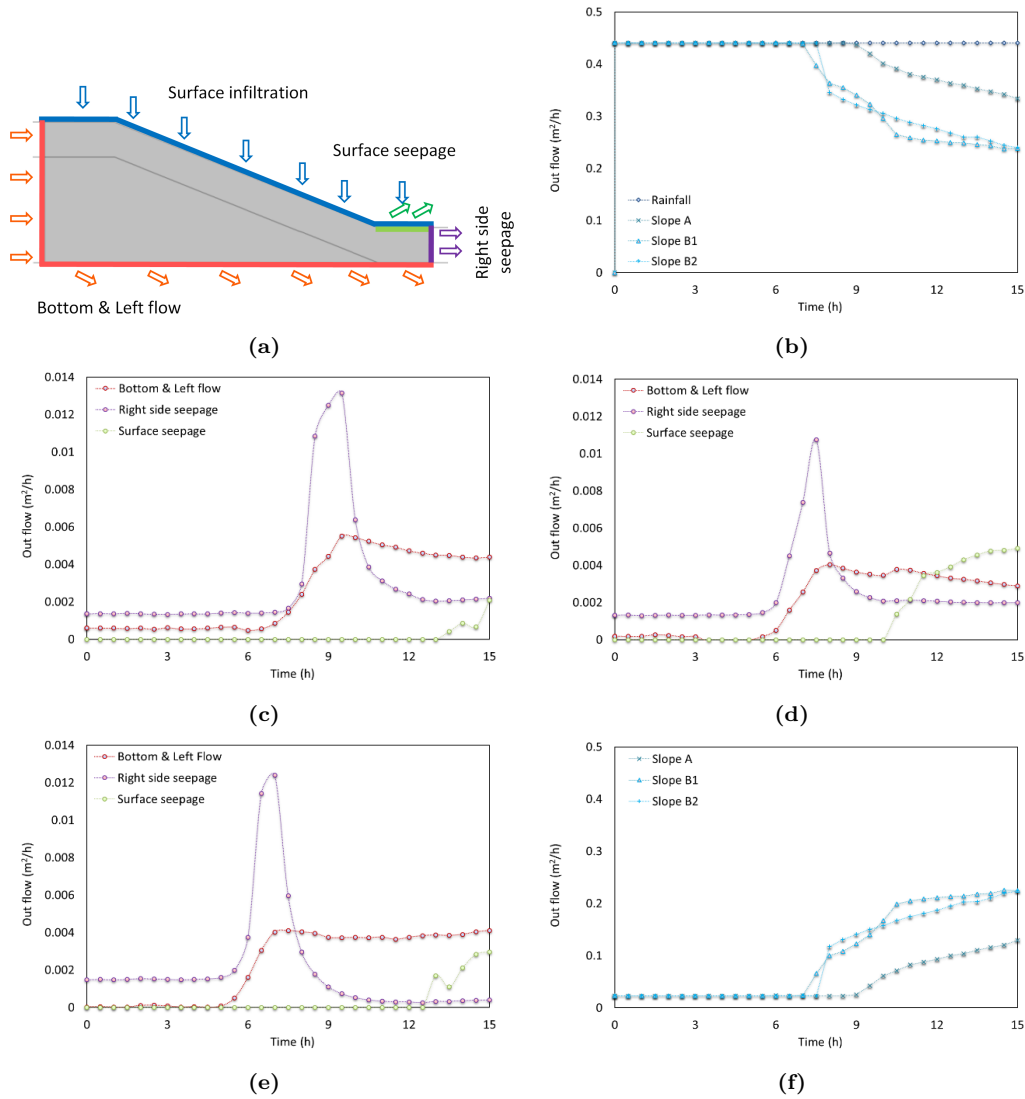 Surface infiltration
Surface seepage
Right side
seepage
Bottom & Left flow
(a)
0.5
0.4
0.3
0.2
0.1
0
Out flow (m²/h)
Rainfall
Slope A
Slope B1
Slope B2
0 3 6 9 12 15
Time (h)
(b)
0.014
0.012
0.01
0.008
0.006
0.004
0.002
0
Out flow (m²/h)
Bottom & Left flow
Right side seepage
Surface seepage
0 3 6 9 12 15
Time (h)
(c)
0.014
0.012
0.01
0.008
0.006
0.004
0.002
0
Out flow (m²/h)
Bottom & Left flow
Right side seepage
Surface seepage
0 3 6 9 12 15
Time (h)
(d)
0.014
0.012
0.01
0.008
0.006
0.004
0.002
0
Out flow (m²/h)
Bottom & Left Flow
Right side seepage
Surface seepage
0 3 6 9 12 15
Time (h)
(e)
0.5
0.4
0.3
0.2
0.1
0
Out flow (m²/h)
Slope A
Slope B1
Slope B2
0 3 6 9 12 15
Time (h)
(f)